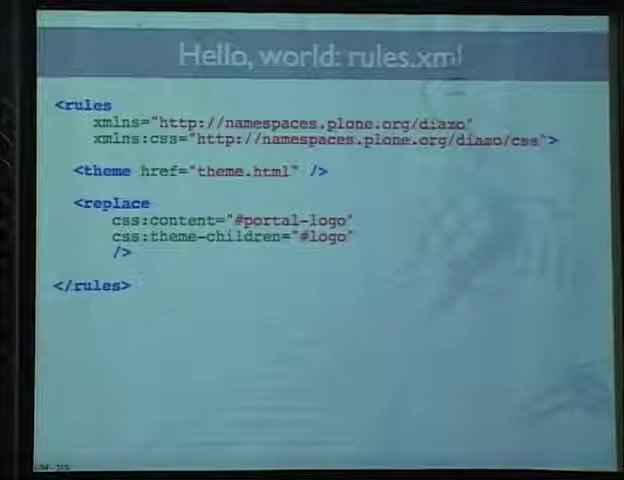 Hello, world: rules.xml
<rules
xmlns="http://namespaces.plone.org/diazo"
xmlns:css="http://namespaces.plone.org/diazo/css">
<theme href="theme.html" />
<replace
css:content="#portal-logo"
css:theme-children="#logo"
/>
</rules>